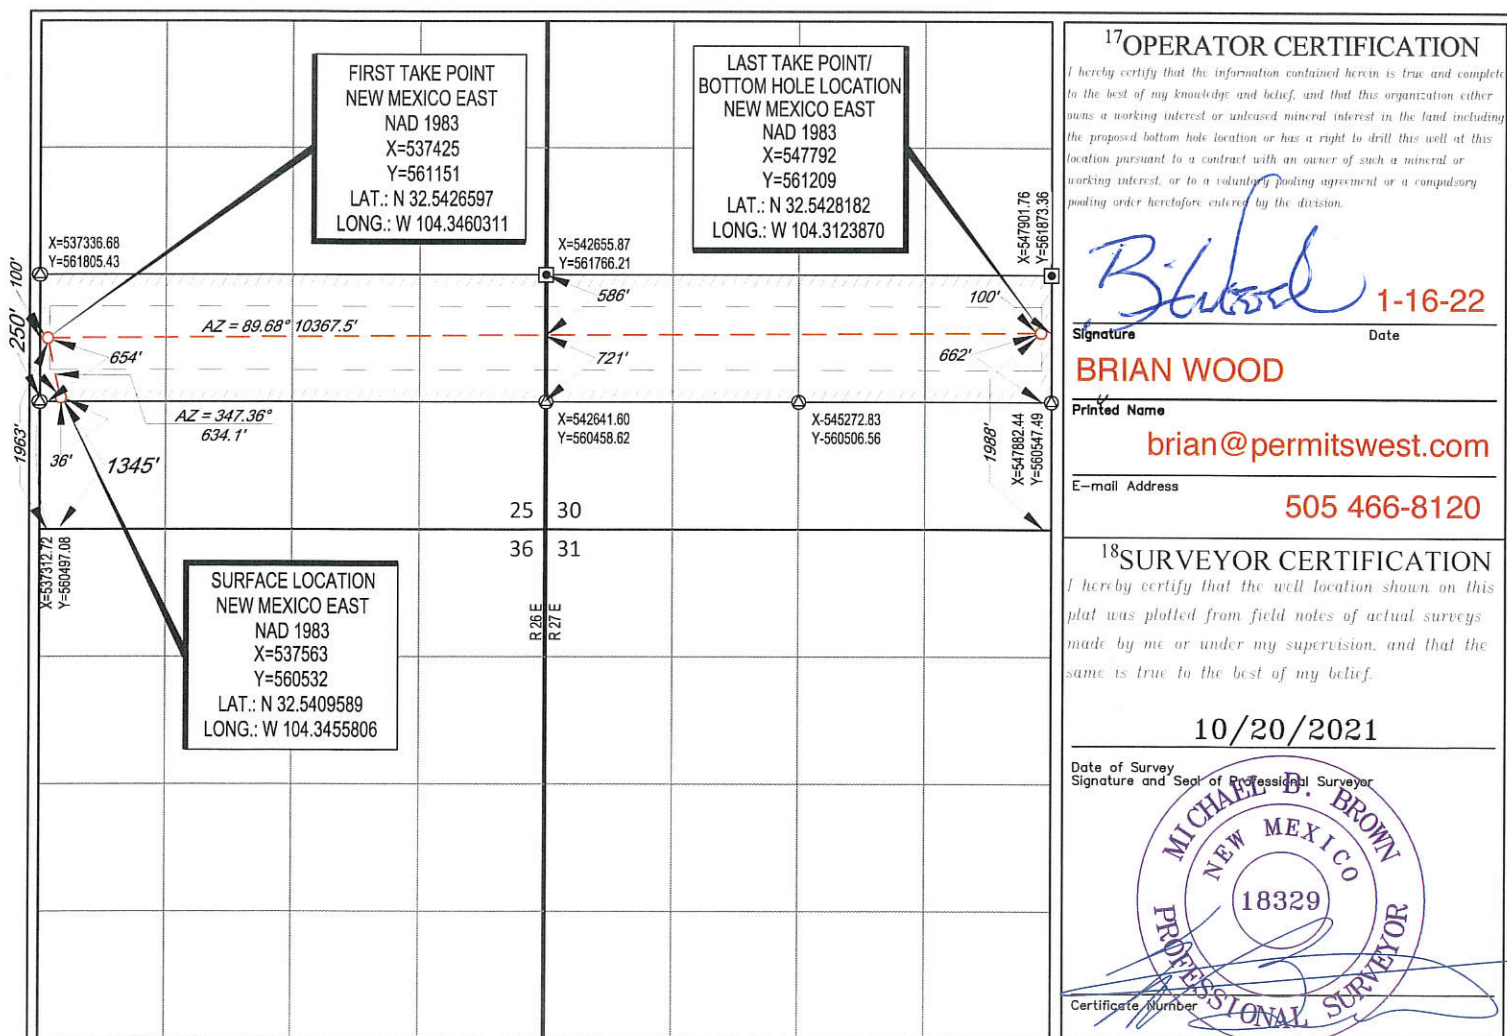 FIRST TAKE POINT
NEW MEXICO EAST
NAD 1983
X=537425
Y=561151
LAT.: N 32.5426597
LONG.: W 104.3460311
LAST TAKE POINT/
BOTTOM HOLE LOCATION
NEW MEXICO EAST
NAD 1983
X=547792
Y=561209
LAT.: N 32.5428182
LONG.: W 104.3123870
X=537336.68
Y=561805.43
X=542655.87
Y=561766.21
X=547901.76
Y=561873.36
100'
250'
586'
100'
AZ = 89.68° 10367.5'
654'
721'
662'
AZ = 347.36°
634.1'
X=542641.60
Y=560458.62
X-545272.83
Y-560506.56
X=547882.44
Y=560547.49
1963'
36'
1345'
1988'
25 30
36 31
X=537312.72
Y=560497.08
R 26 E
R 27 E
SURFACE LOCATION
NEW MEXICO EAST
NAD 1983
X=537563
Y=560532
LAT.: N 32.5409589
LONG.: W 104.3455806
17OPERATOR CERTIFICATION
I hereby certify that the information contained herein is true and complete
to the best of my knowledge and belief, and that this organization either
owns a working interest or unleased mineral interest in the land including
the proposed bottom hole location or has a right to drill this well at this
location pursuant to a contract with an owner of such a mineral or
working interest, or to a voluntary pooling agreement or a compulsory
pooling order heretofore entered by the division.
1-16-22
Signature Date
BRIAN WOOD
Printed Name
brian@permitswest.com
E-mail Address
505 466-8120
18SURVEYOR CERTIFICATION
I hereby certify that the well location shown on this
plat was plotted from field notes of actual surveys
made by me or under my supervision, and that the
same is true to the best of my belief.
10/20/2021
Date of Survey
Signature and Seal of Professional Surveyor
MICHAEL B. BROWN
NEW MEXICO
18329
PROFESSIONAL SURVEYOR
Certificate Number